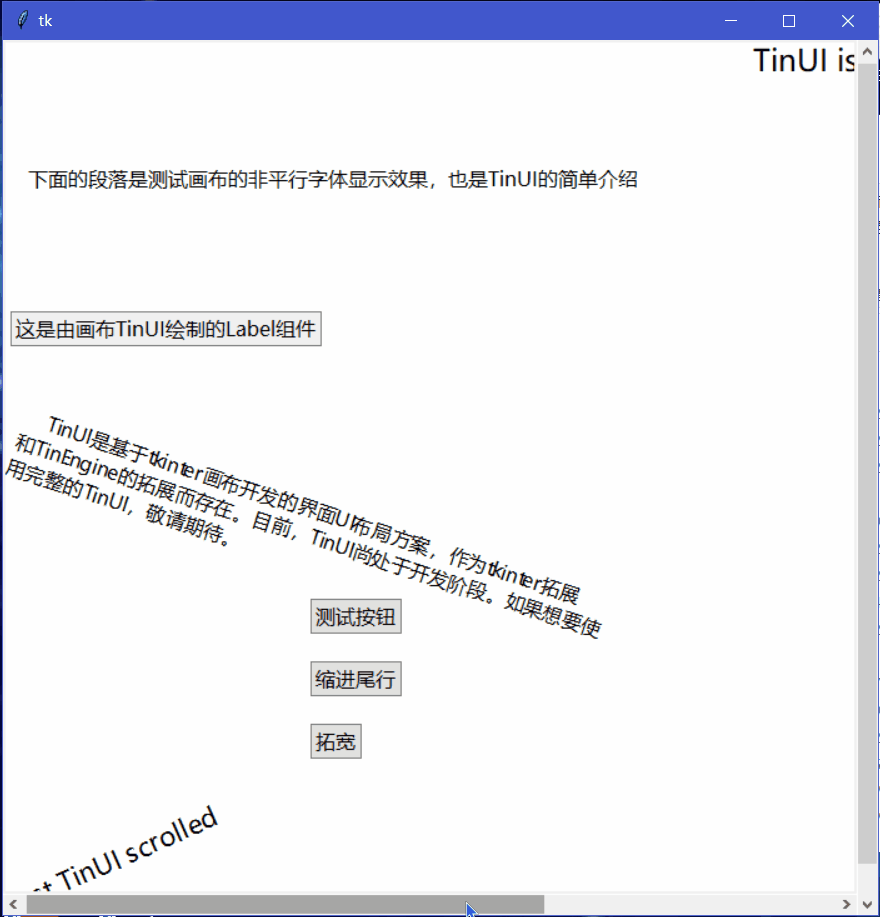 tk
TinUI is
下面的段落是测试画布的非平行字体显示效果，也是TinUI的简单介绍
这是由画布TinUI绘制的Label组件
TinUI是基于tkinter画布开发的界面UI布局方案，作为tkinter拓展
和TinEngine的拓展而存在。目前，TinUI尚处于开发阶段。如果想要使
用完整的TinUI，敬请期待。
测试按钮
缩进尾行
拓宽
TinUI scrolled